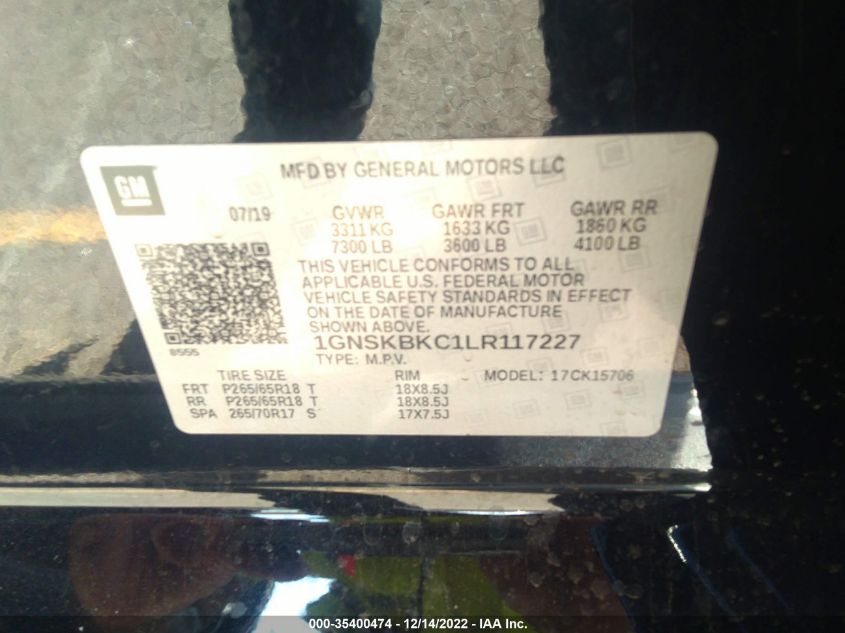 MFD BY GENERAL MOTORS LLC
GM
07/19 GVWR GAWR FRT GAWR RR
3311 KG 1633 KG 1860 KG
7300 LB 3600 LB 4100 LB
THIS VEHICLE CONFORMS TO ALL
APPLICABLE U.S. FEDERAL MOTOR
VEHICLE SAFETY STANDARDS IN EFFECT
ON THE DATE OF MANUFACTURE
SHOWN ABOVE.
8555
1GNSKBKC1LR117227
TYPE: M.P.V.
TIRE SIZE RIM MODEL: 17CK15706
FRT P265/65R18 T 18X8.5J
RR P265/65R18 T 18X8.5J
SPA 265/70R17 S 17X7.5J
000-35400474 - 12/14/2022 - IAA Inc.